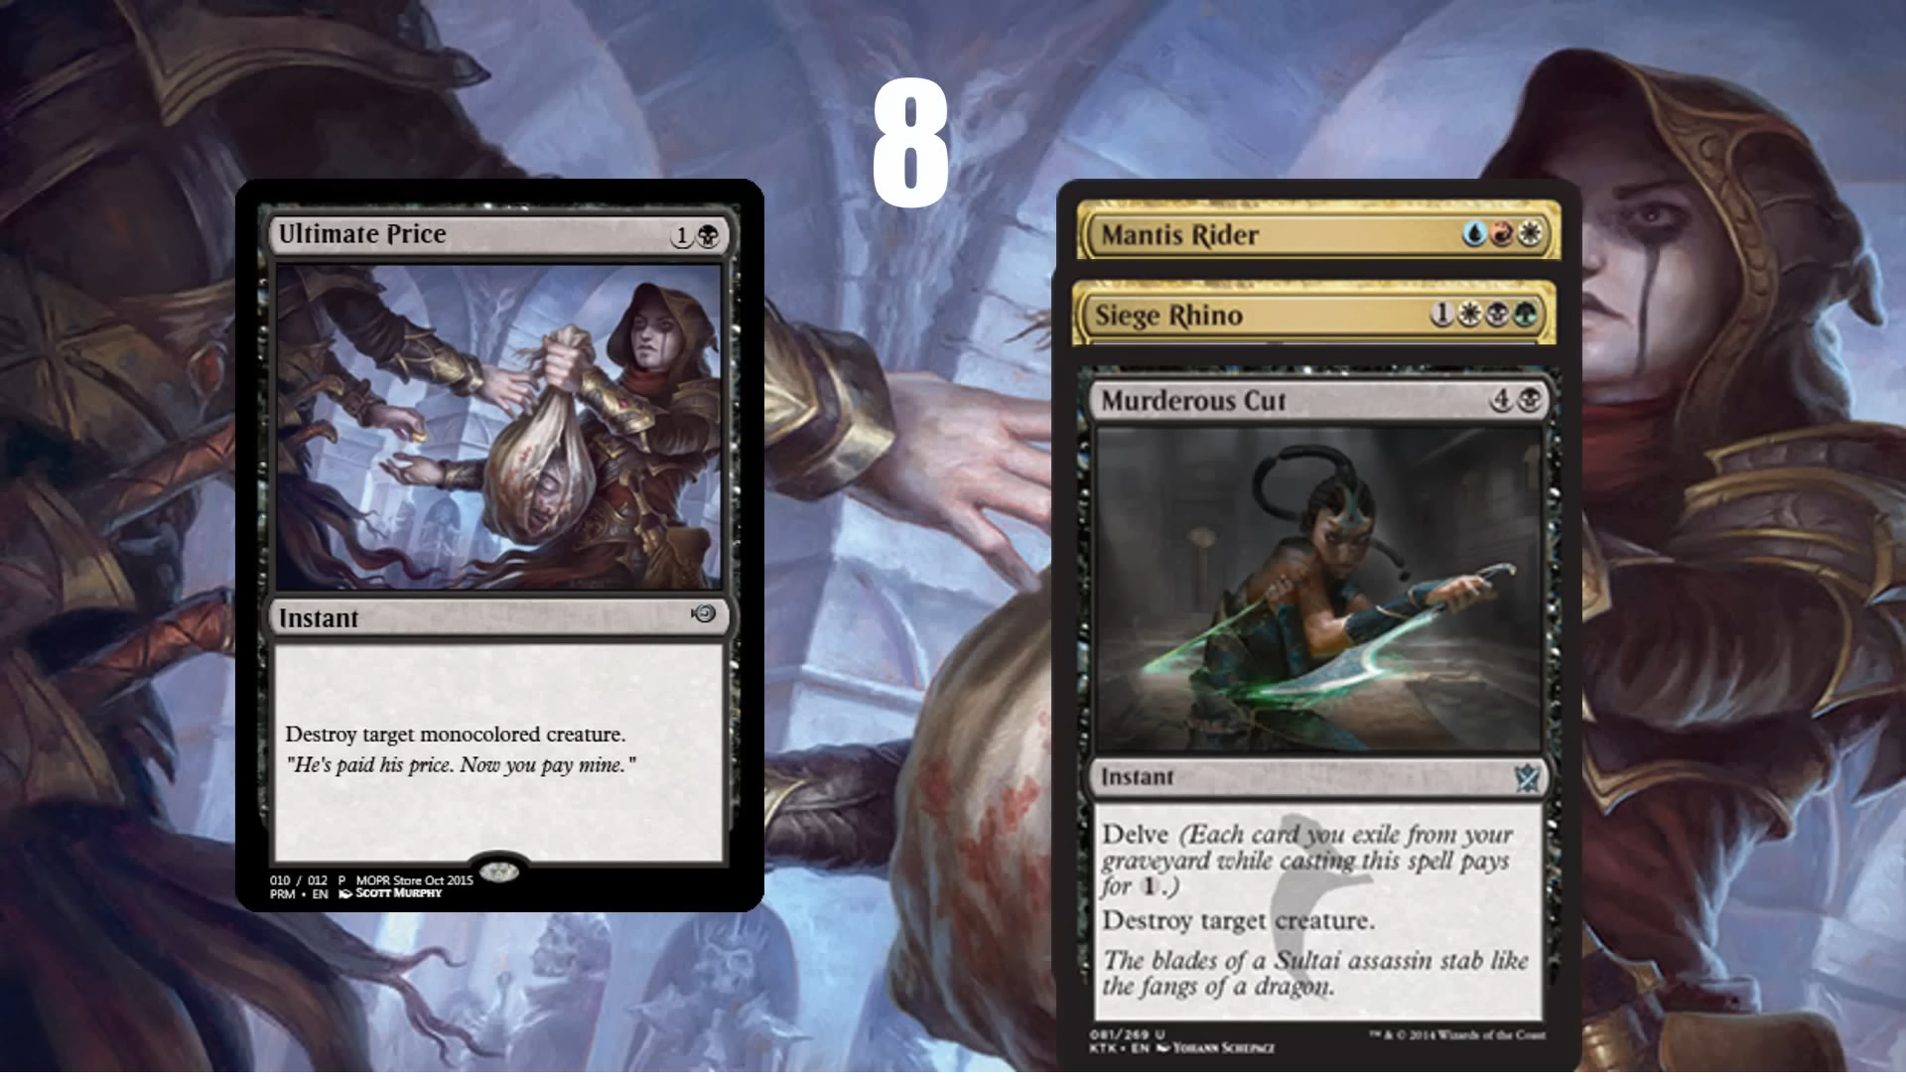 8
Ultimate Price 1
Instant
Destroy target monocolored creature.
"He's paid his price. Now you pay mine."
010 / 012 P MOPR Store Oct 2015
PRM • EN SCOTT MURPHY
Mantis Rider
Siege Rhino 1
Murderous Cut 4
Instant
Delve (Each card you exile from your
graveyard while casting this spell pays
for 1.)
Destroy target creature.
The blades of a Sultai assassin stab like
the fangs of a dragon.
081/269 U ™ & © 2014 Wizards of the Coast
KTK • EN YOHANN SCHEPACZ